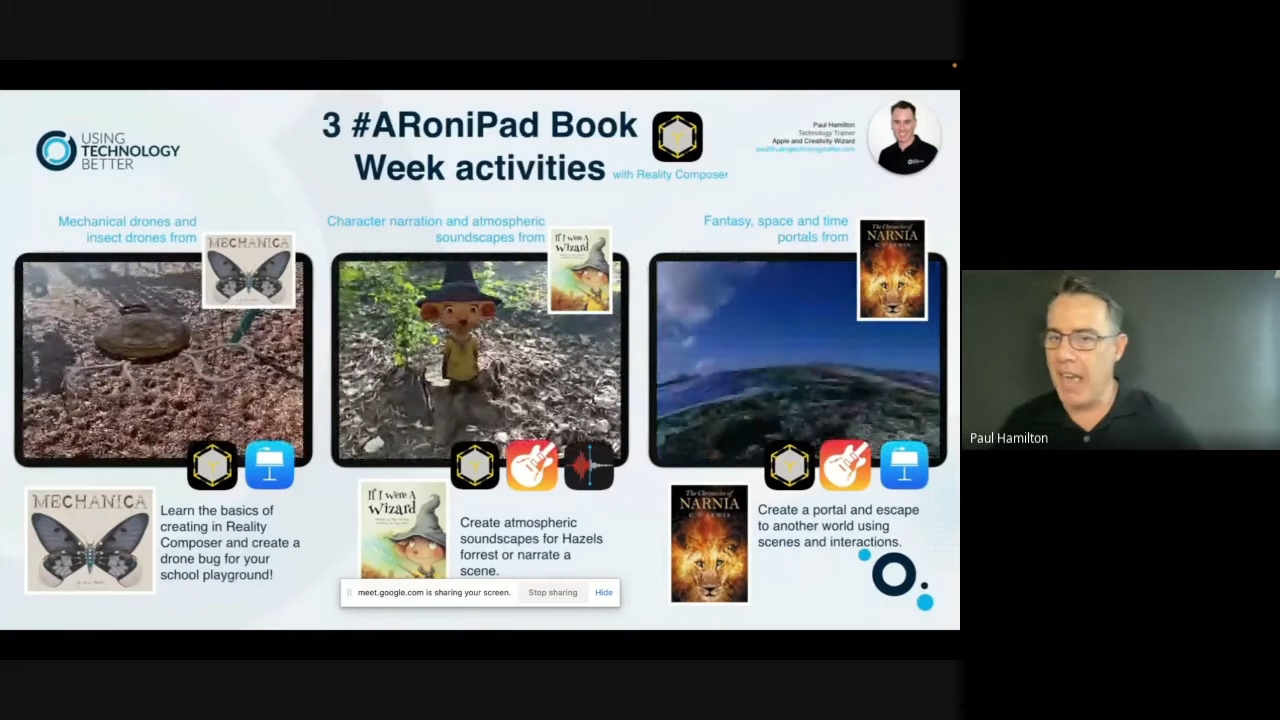 USING
TECHNOLOGY
BETTER
3 #ARoniPad Book
Week activities
with Reality Composer
Paul Hamilton
Technology Trainer
Apple and Creativity Wizard
Mechanical drones and
insect drones from
MECHANICA
Character narration and atmospheric
soundscapes from
If I Were A
Wizard
Fantasy, space and time
portals from
The Chronicles of
NARNIA
C. S. LEWIS
MECHANICA
Learn the basics of
creating in Reality
Composer and create a
drone bug for your
school playground!
If I Were A
Wizard
Create atmospheric
soundscapes for Hazels
forrest or narrate a
scene.
The Chronicles of
NARNIA
C. S. LEWIS
Create a portal and escape
to another world using
scenes and interactions.
meet.google.com is sharing your screen.
Stop sharing
Hide
Paul Hamilton